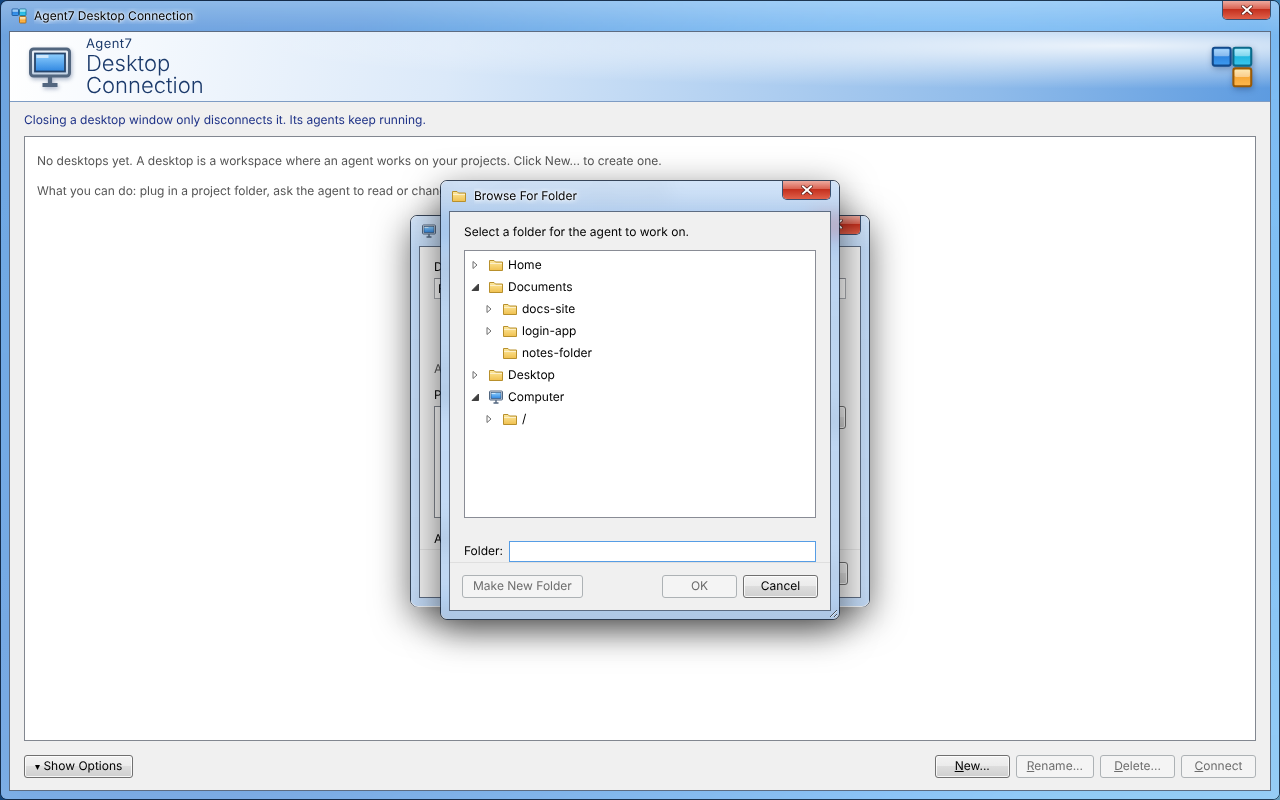 Agent7 Desktop Connection
Agent7
Desktop
Connection
Closing a desktop window only disconnects it. Its agents keep running.
No desktops yet. A desktop is a workspace where an agent works on your projects. Click New... to create one.
What you can do: plug in a project folder, ask the agent to read or
Browse For Folder
Select a folder for the agent to work on.
Home
Documents
docs-site
login-app
notes-folder
Desktop
Computer
/
Folder:
Make New Folder
OK
Cancel
▾ Show Options
New...
Rename...
Delete...
Connect